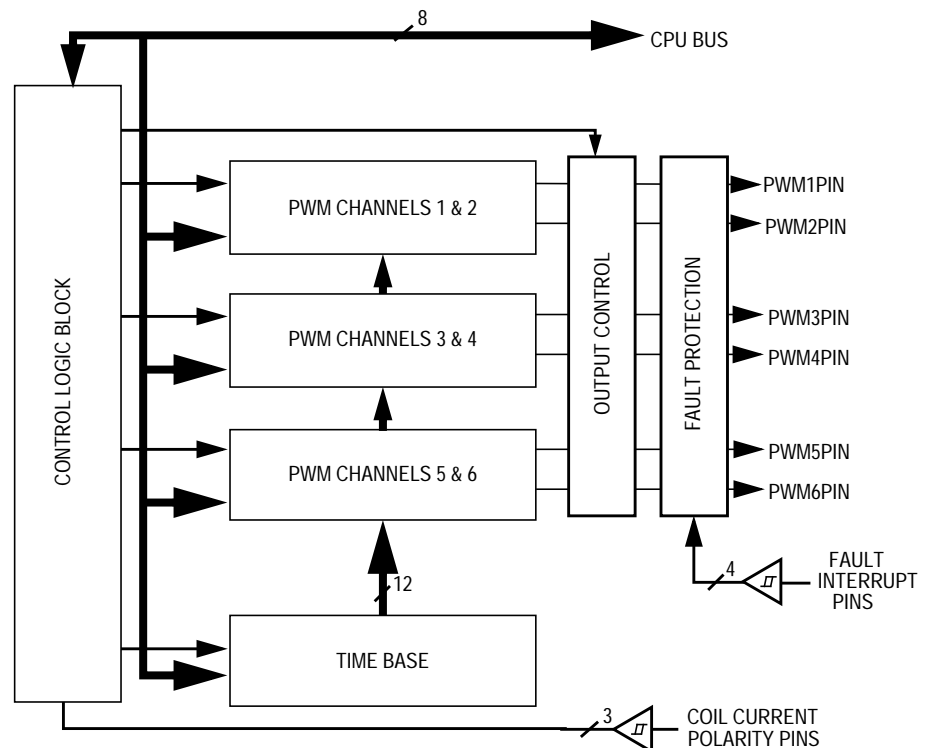 8
CPU BUS
CONTROL LOGIC BLOCK
PWM CHANNELS 1 & 2
PWM CHANNELS 3 & 4
PWM CHANNELS 5 & 6
12
TIME BASE
OUTPUT CONTROL
FAULT PROTECTION
PWM1PIN
PWM2PIN
PWM3PIN
PWM4PIN
PWM5PIN
PWM6PIN
4
FAULT
INTERRUPT
PINS
3
COIL CURRENT
POLARITY PINS